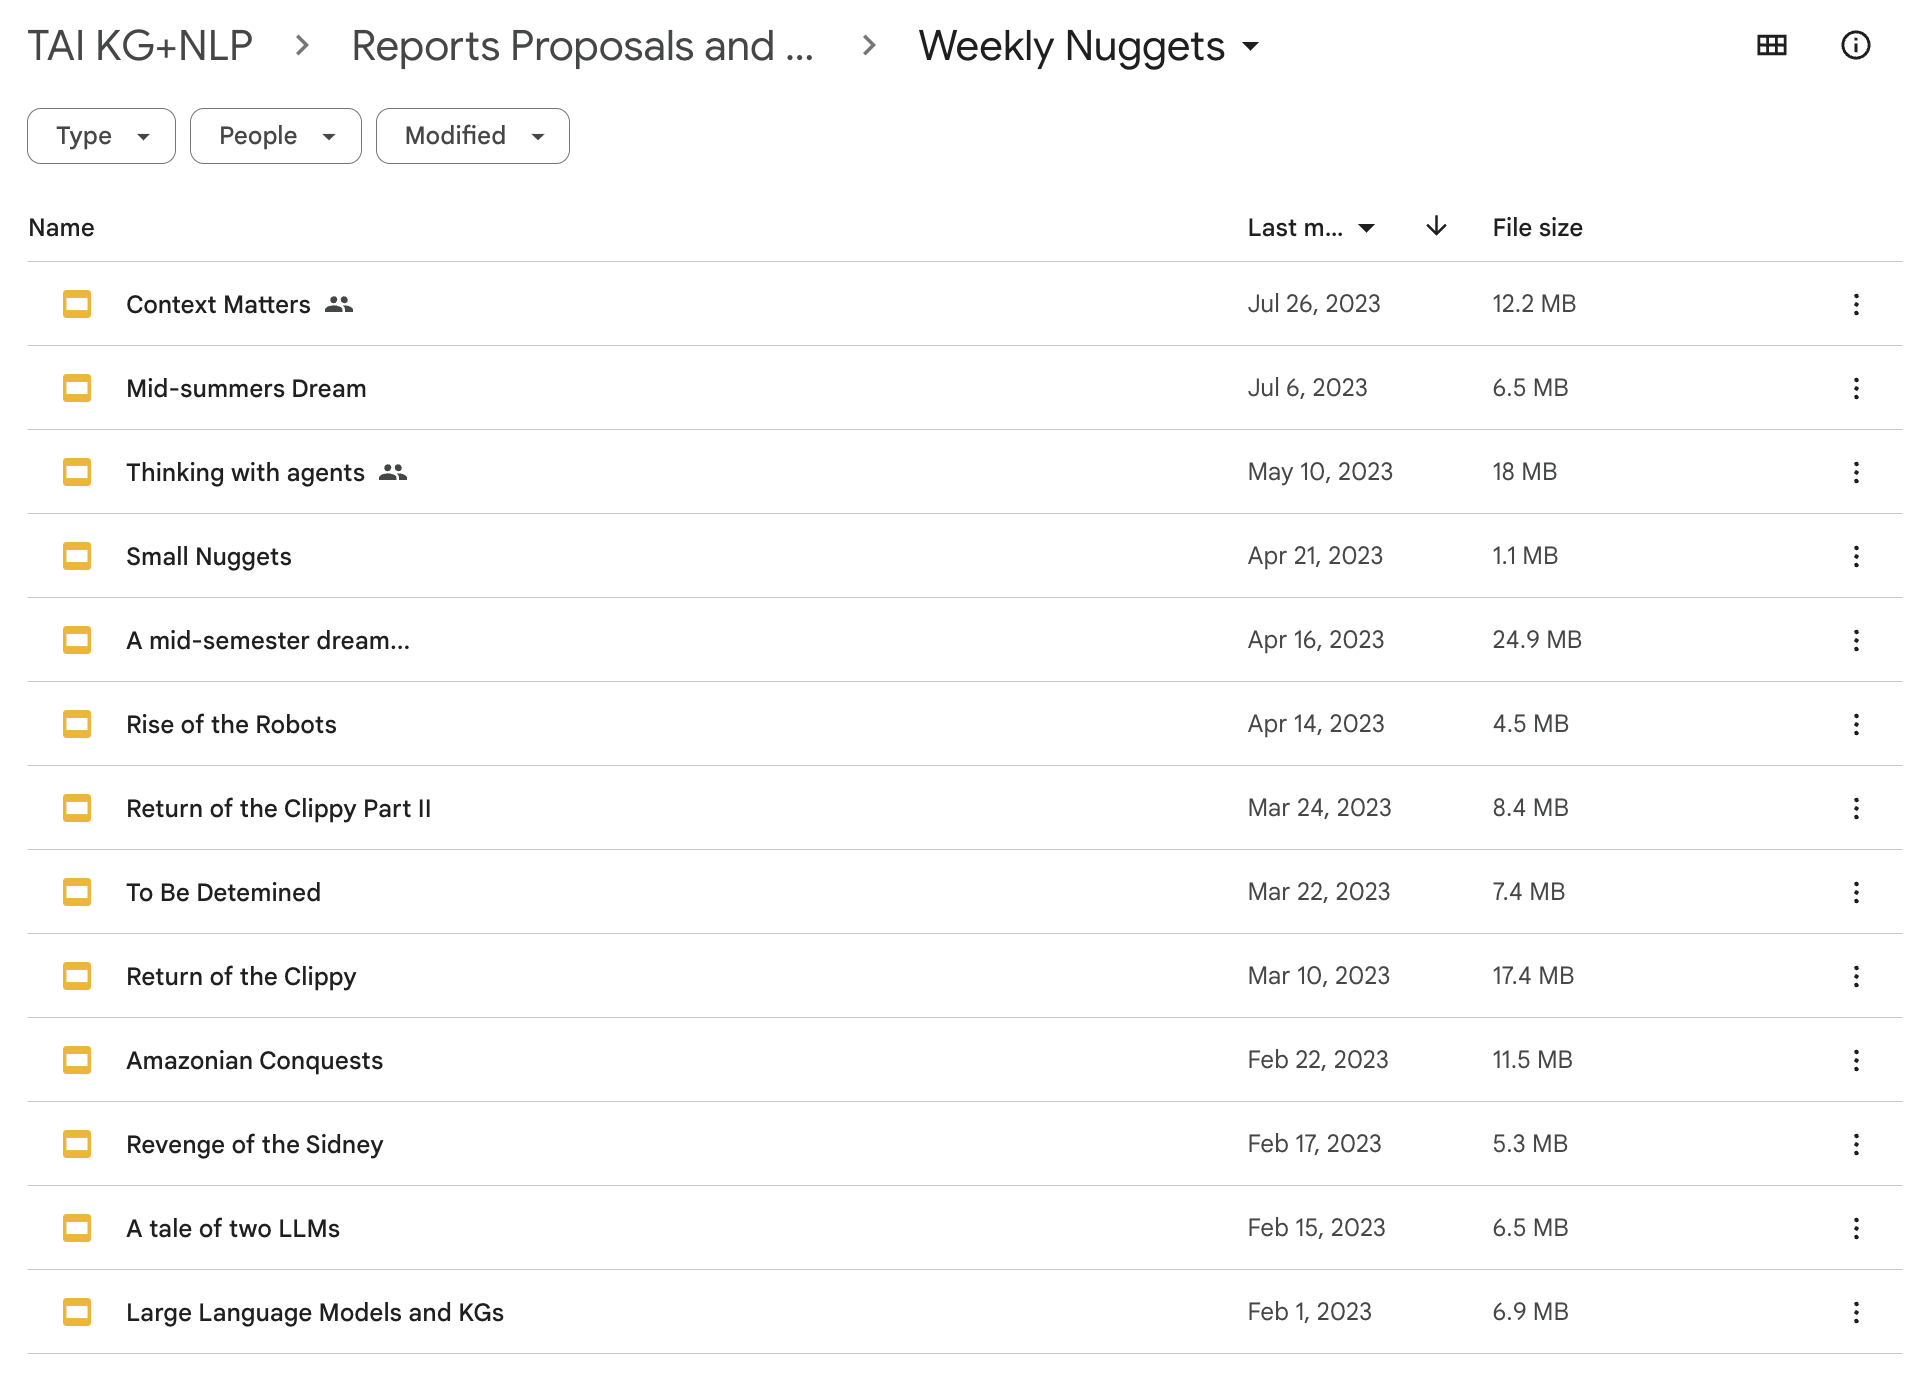 TAI KG+NLP > Reports Proposals and ... > Weekly Nuggets
Type People Modified
Name Last m... File size
Context Matters Jul 26, 2023 12.2 MB
Mid-summers Dream Jul 6, 2023 6.5 MB
Thinking with agents May 10, 2023 18 MB
Small Nuggets Apr 21, 2023 1.1 MB
A mid-semester dream... Apr 16, 2023 24.9 MB
Rise of the Robots Apr 14, 2023 4.5 MB
Return of the Clippy Part II Mar 24, 2023 8.4 MB
To Be Detemined Mar 22, 2023 7.4 MB
Return of the Clippy Mar 10, 2023 17.4 MB
Amazonian Conquests Feb 22, 2023 11.5 MB
Revenge of the Sidney Feb 17, 2023 5.3 MB
A tale of two LLMs Feb 15, 2023 6.5 MB
Large Language Models and KGs Feb 1, 2023 6.9 MB